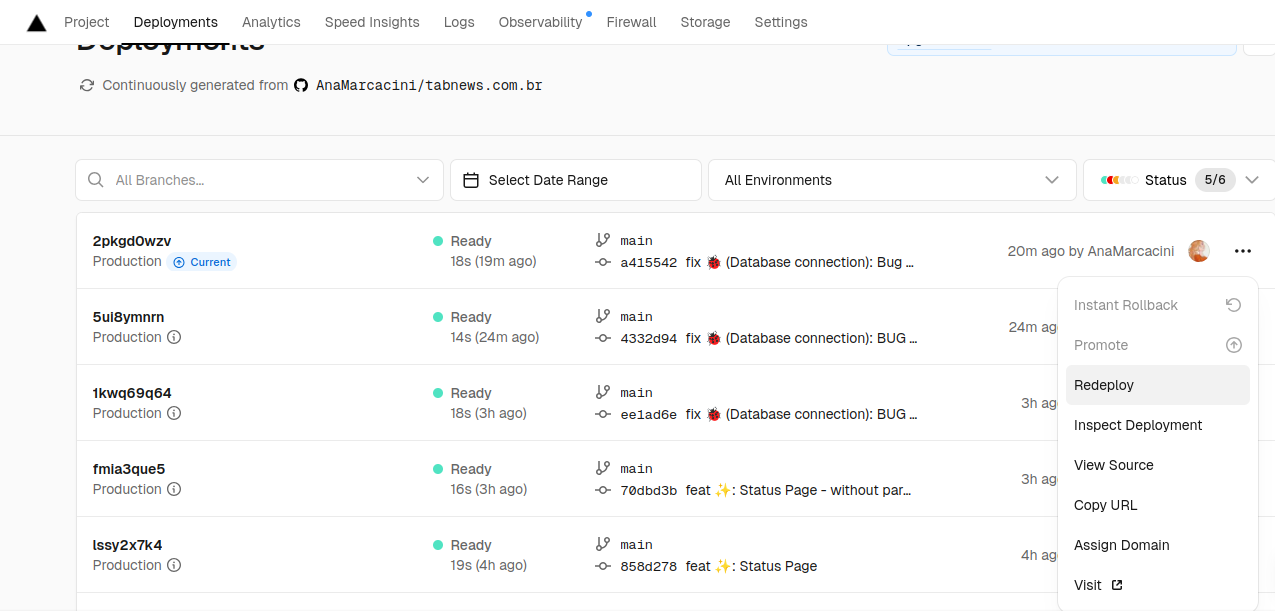 Project Deployments Analytics Speed Insights Logs Observability Firewall Storage Settings
Deployments
Continuously generated from AnaMarcacini/tabnews.com.br
All Branches... Select Date Range All Environments Status 5/6
2pkgd0wzv Ready main
Production Current 18s (19m ago) a415542 fix 🐞 (Database connection): Bug ... 20m ago by AnaMarcacini
5ui8ymnrn Ready main
Production 14s (24m ago) 4332d94 fix 🐞 (Database connection): BUG ... 24m ag
1kwq69q64 Ready main
Production 18s (3h ago) ee1ad6e fix 🐞 (Database connection): BUG ... 3h ag
fmia3que5 Ready main
Production 16s (3h ago) 70dbd3b feat ✨: Status Page - without par... 3h ag
lssy2x7k4 Ready main
Production 19s (4h ago) 858d278 feat ✨: Status Page 4h ag
Instant Rollback
Promote
Redeploy
Inspect Deployment
View Source
Copy URL
Assign Domain
Visit